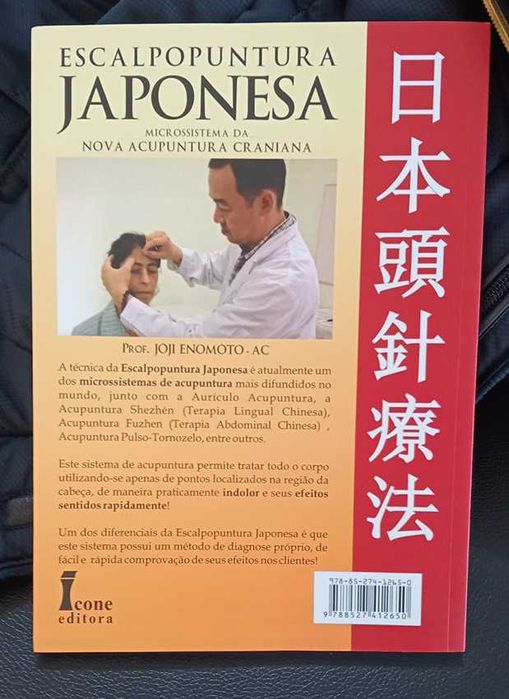 ESCALPOPUNTURA
JAPONESA
MICROSSISTEMA DA
NOVA ACUPUNTURA CRANIANA
PROF. JOJI ENOMÓTO - AC
A técnica da Escalpopuntura Japonesa é atualmente um
dos microssistemas de acupuntura mais difundidos no
mundo, junto com a Aurículo Acupuntura, a
Acupuntura Shezhén (Terapia Lingual Chinesa),
Acupuntura Fuzhen (Terapia Abdominal Chinesa) ,
Acupuntura Pulso-Tornozelo, entre outros.
Este sistema de acupuntura permite tratar todo o corpo
utilizando-se apenas de pontos localizados na região da
cabeça, de maneira praticamente indolor e seus efeitos
sentidos rapidamente!
Um dos diferenciais da Escalpopuntura Japonesa é que
este sistema possui um método de diagnose próprio, de
fácil e rápida comprovação de seus efeitos nos clientes!
Ícone
editora
日本頭針療法
978-85-274-1265-0
9 788527 412650